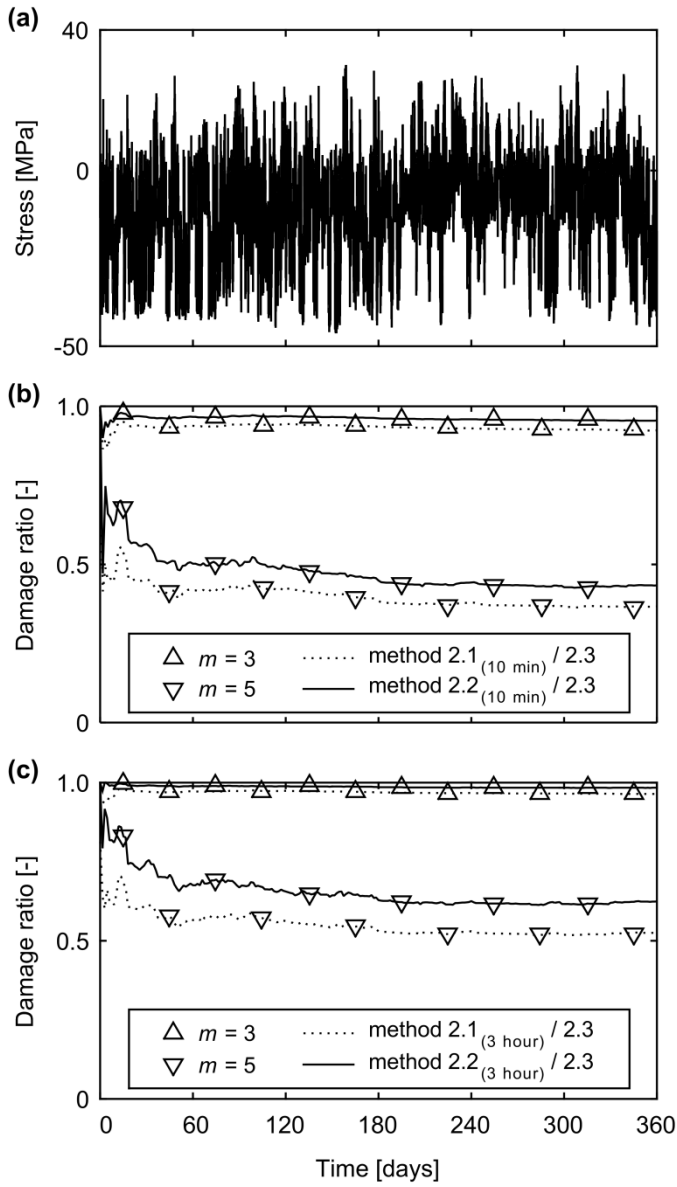 (a)
40
0
-50
Stress [MPa]
(b)
1.0
0.5
0
Damage ratio [-]
m = 3
method 2.1(10 min) / 2.3
m = 5
method 2.2(10 min) / 2.3
(c)
1.0
0.5
0
Damage ratio [-]
m = 3
method 2.1(3 hour) / 2.3
m = 5
method 2.2(3 hour) / 2.3
0 60 120 180 240 300 360
Time [days]